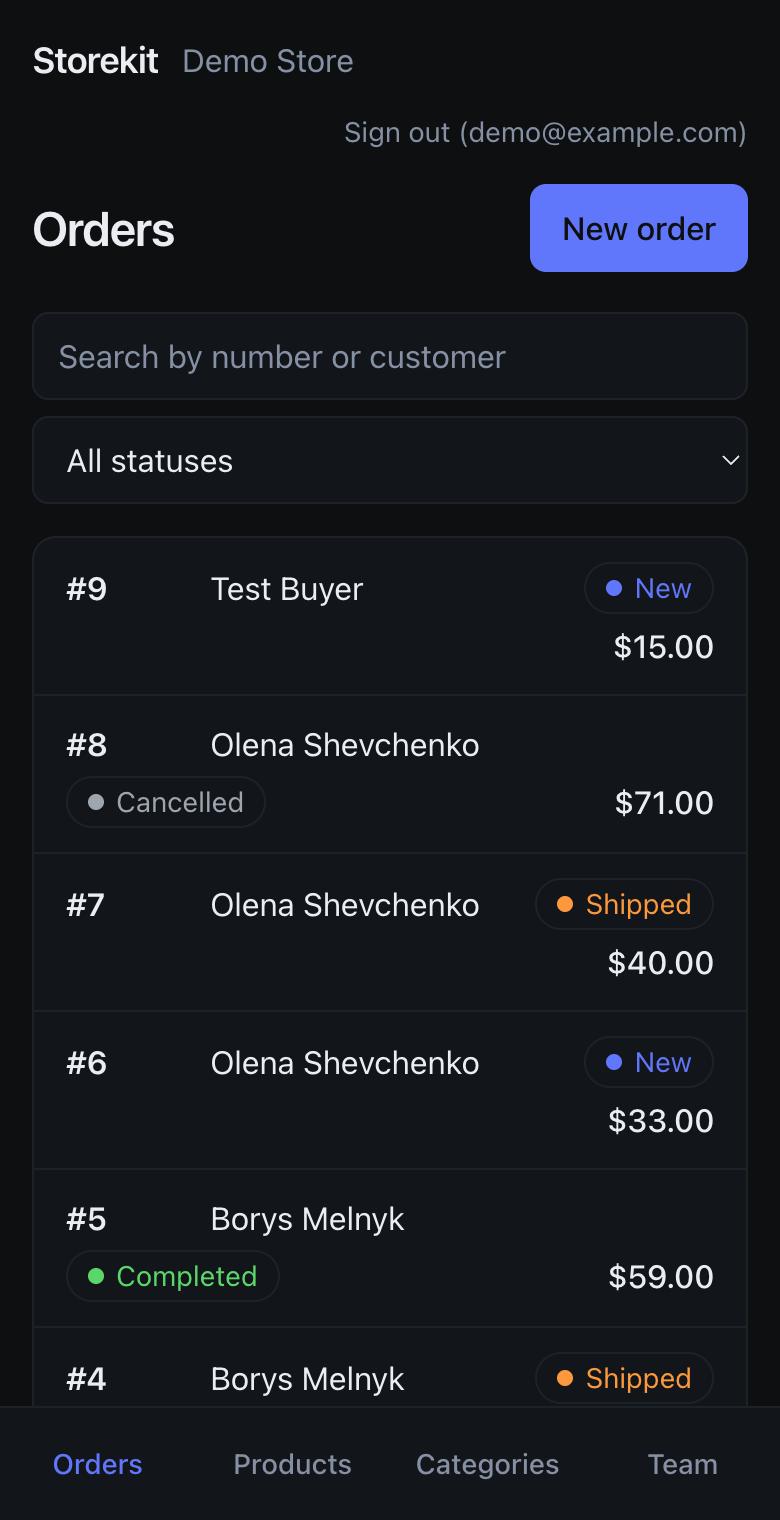 Storekit Demo Store
Sign out (demo@example.com)
Orders
New order
Search by number or customer
All statuses
#9 Test Buyer New
$15.00
#8 Olena Shevchenko
Cancelled $71.00
#7 Olena Shevchenko Shipped
$40.00
#6 Olena Shevchenko New
$33.00
#5 Borys Melnyk
Completed $59.00
#4 Borys Melnyk Shipped
Orders Products Categories Team